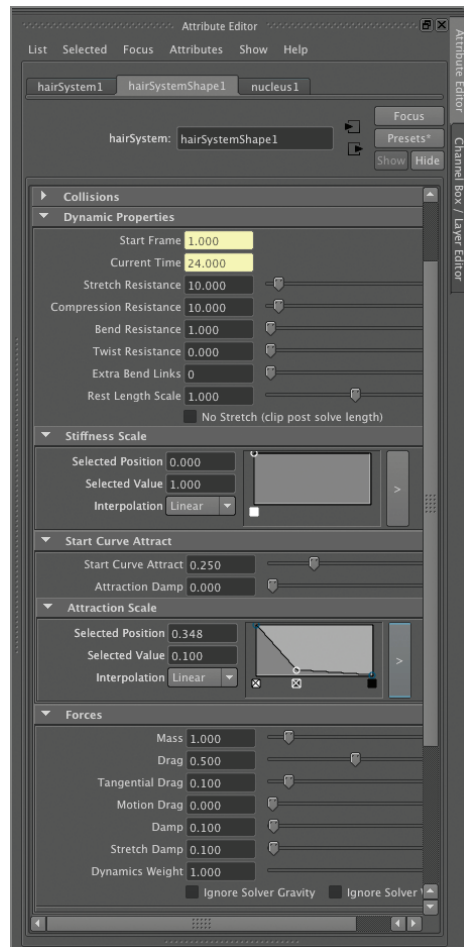 Attribute Editor
List Selected Focus Attributes Show Help
hairSystem1 hairSystemShape1 nucleus1
Focus
hairSystem: hairSystemShape1 Presets*
Show Hide
Attribute Editor
Channel Box / Layer Editor
Collisions
Dynamic Properties
Start Frame 1.000
Current Time 24.000
Stretch Resistance 10.000
Compression Resistance 10.000
Bend Resistance 1.000
Twist Resistance 0.000
Extra Bend Links 0
Rest Length Scale 1.000
No Stretch (clip post solve length)
Stiffness Scale
Selected Position 0.000
Selected Value 1.000
Interpolation Linear
>
Start Curve Attract
Start Curve Attract 0.250
Attraction Damp 0.000
Attraction Scale
Selected Position 0.348
Selected Value 0.100
Interpolation Linear
>
Forces
Mass 1.000
Drag 0.500
Tangential Drag 0.100
Motion Drag 0.000
Damp 0.100
Stretch Damp 0.100
Dynamics Weight 1.000
Ignore Solver Gravity Ignore Solver